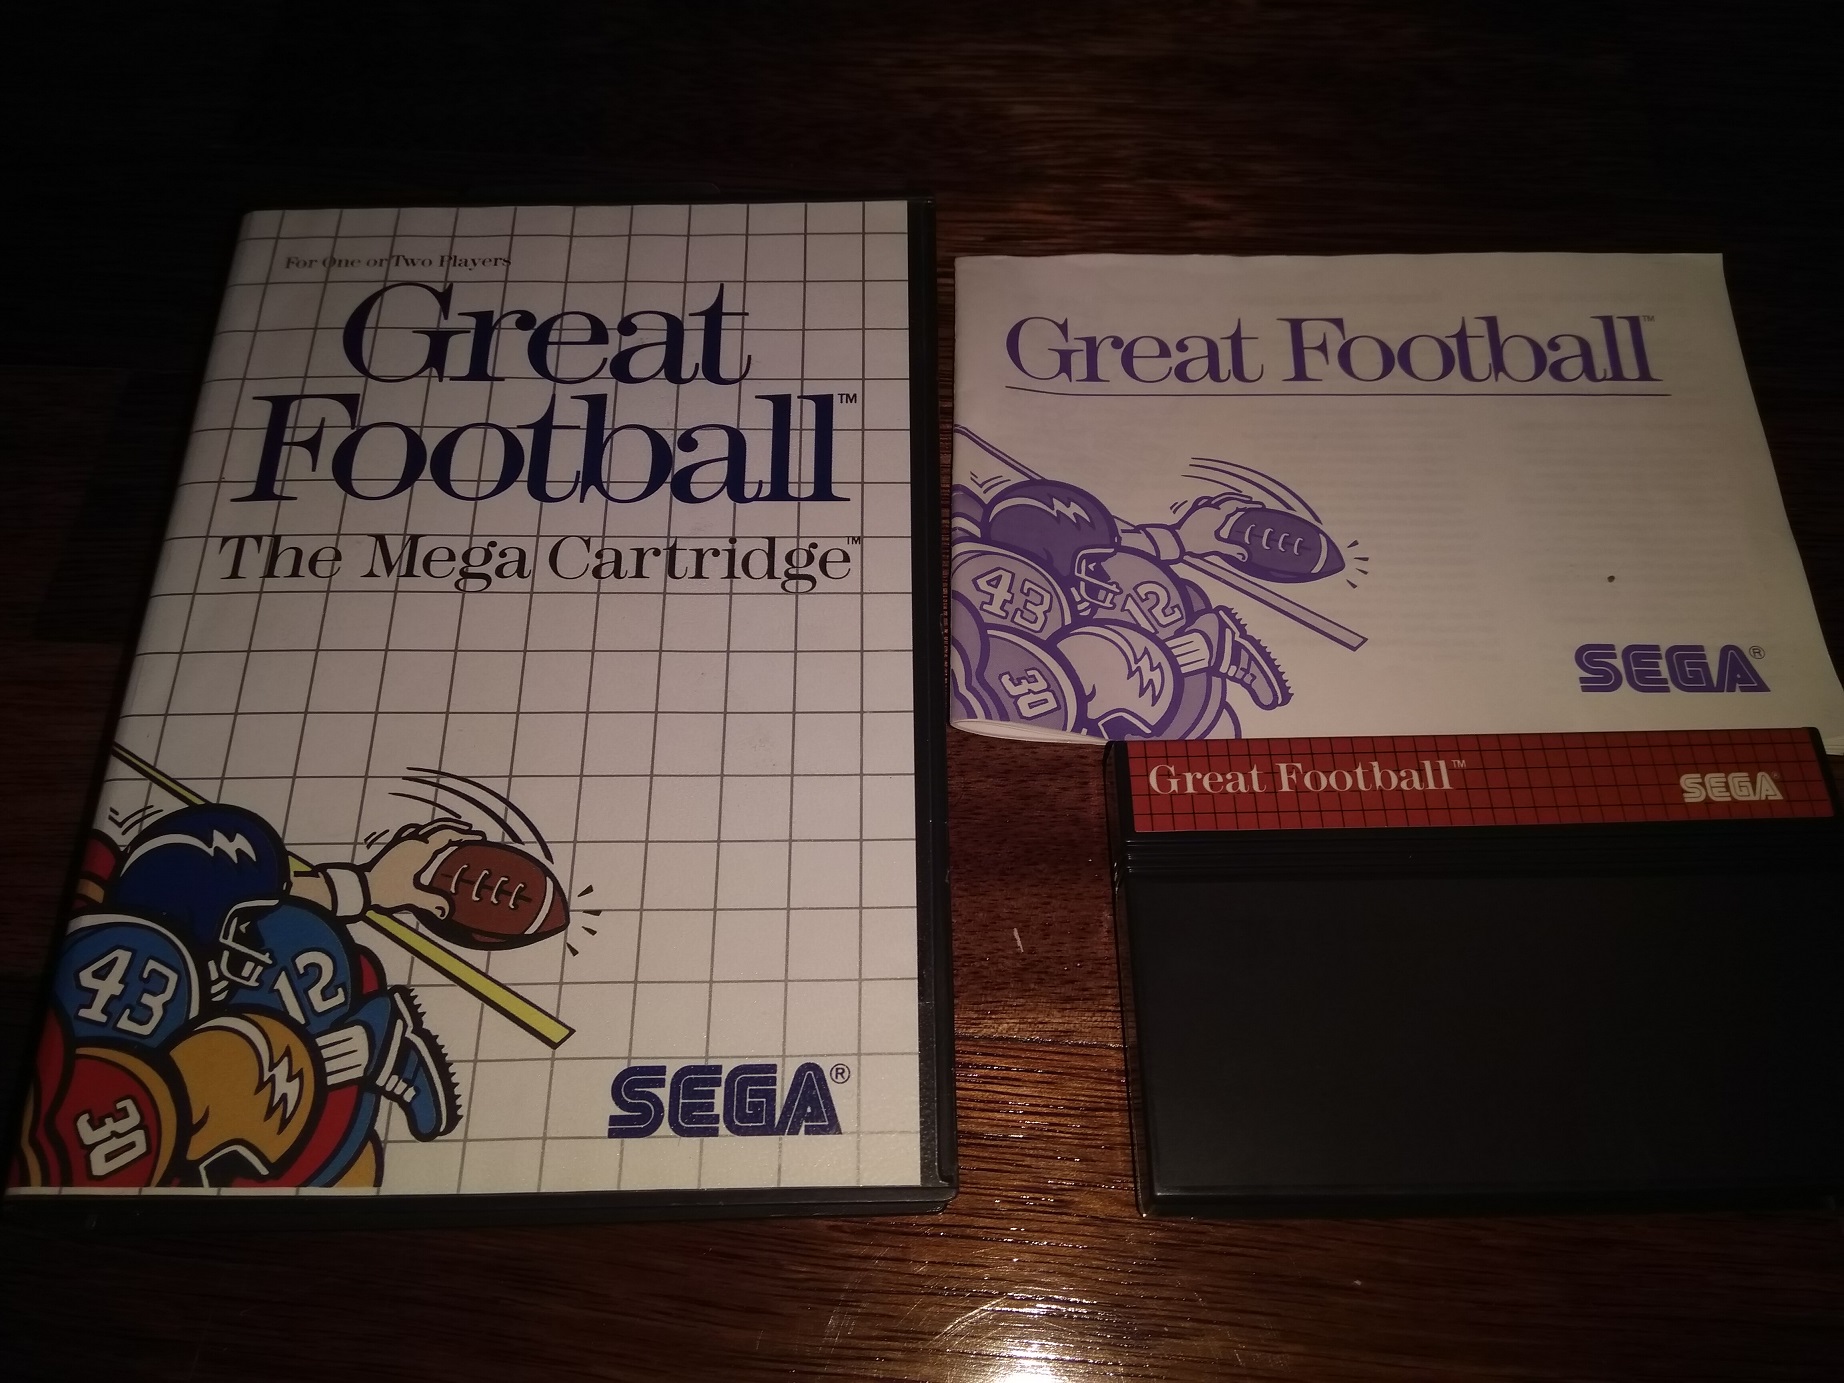 For One or Two Players
Great
Football™
The Mega Cartridge™
43
12
30
SEGA®
Great Football™
43
12
30
SEGA®
Great Football™
SEGA®